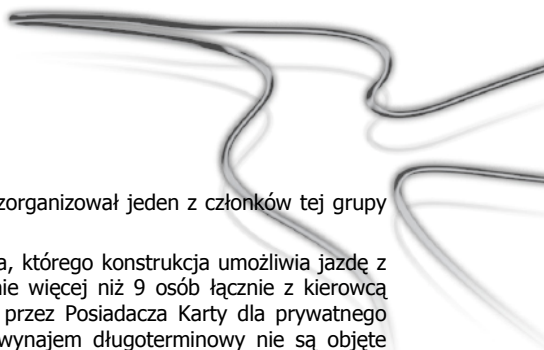 zorganizował jeden z członków tej grupy
a, którego konstrukcja umożliwia jazdę z
nie więcej niż 9 osób łącznie z kierowcą
przez Posiadacza Karty dla prywatnego
wynajem długoterminowy nie są objęte